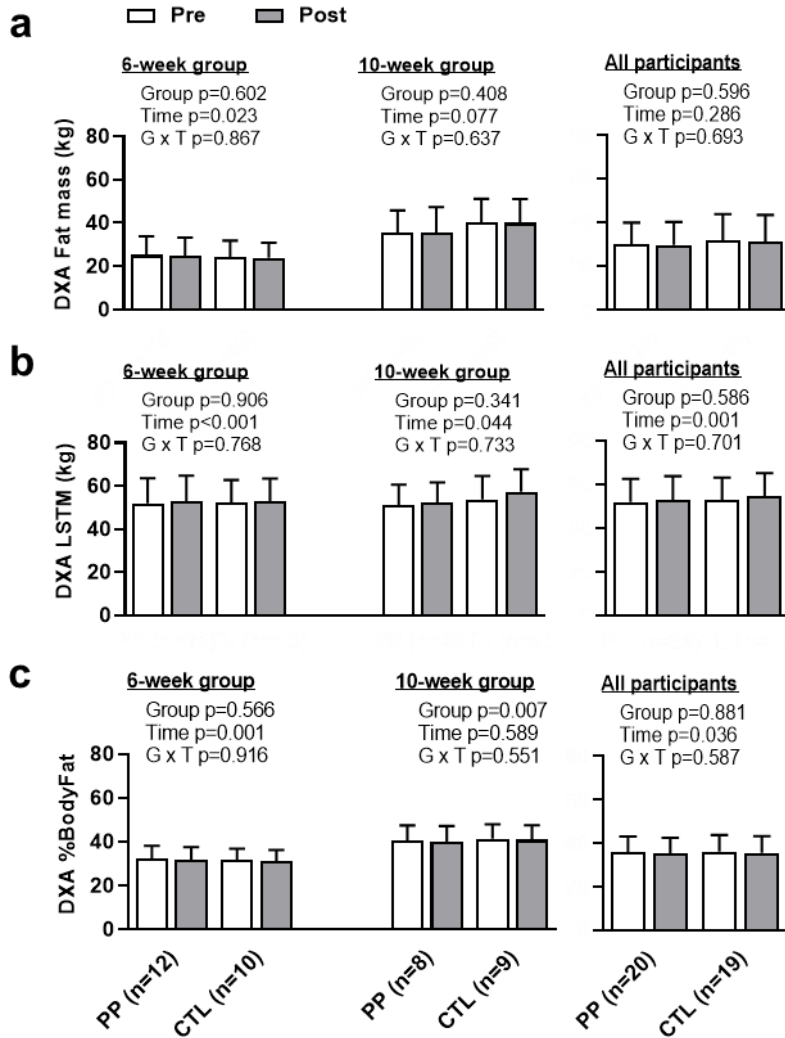 a
Pre Post
6-week group
Group p=0.602
Time p=0.023
G x T p=0.867
10-week group
Group p=0.408
Time p=0.077
G x T p=0.637
All participants
Group p=0.596
Time p=0.286
G x T p=0.693
DXA Fat mass (kg)
80
60
40
20
0
b
6-week group
Group p=0.906
Time p<0.001
G x T p=0.768
10-week group
Group p=0.341
Time p=0.044
G x T p=0.733
All participants
Group p=0.586
Time p=0.001
G x T p=0.701
DXA LSTM (kg)
80
60
40
20
0
c
6-week group
Group p=0.566
Time p=0.001
G x T p=0.916
10-week group
Group p=0.007
Time p=0.589
G x T p=0.551
All participants
Group p=0.881
Time p=0.036
G x T p=0.587
DXA %BodyFat
80
60
40
20
0
PP (n=12)
CTL (n=10)
PP (n=8)
CTL (n=9)
PP (n=20)
CTL (n=19)